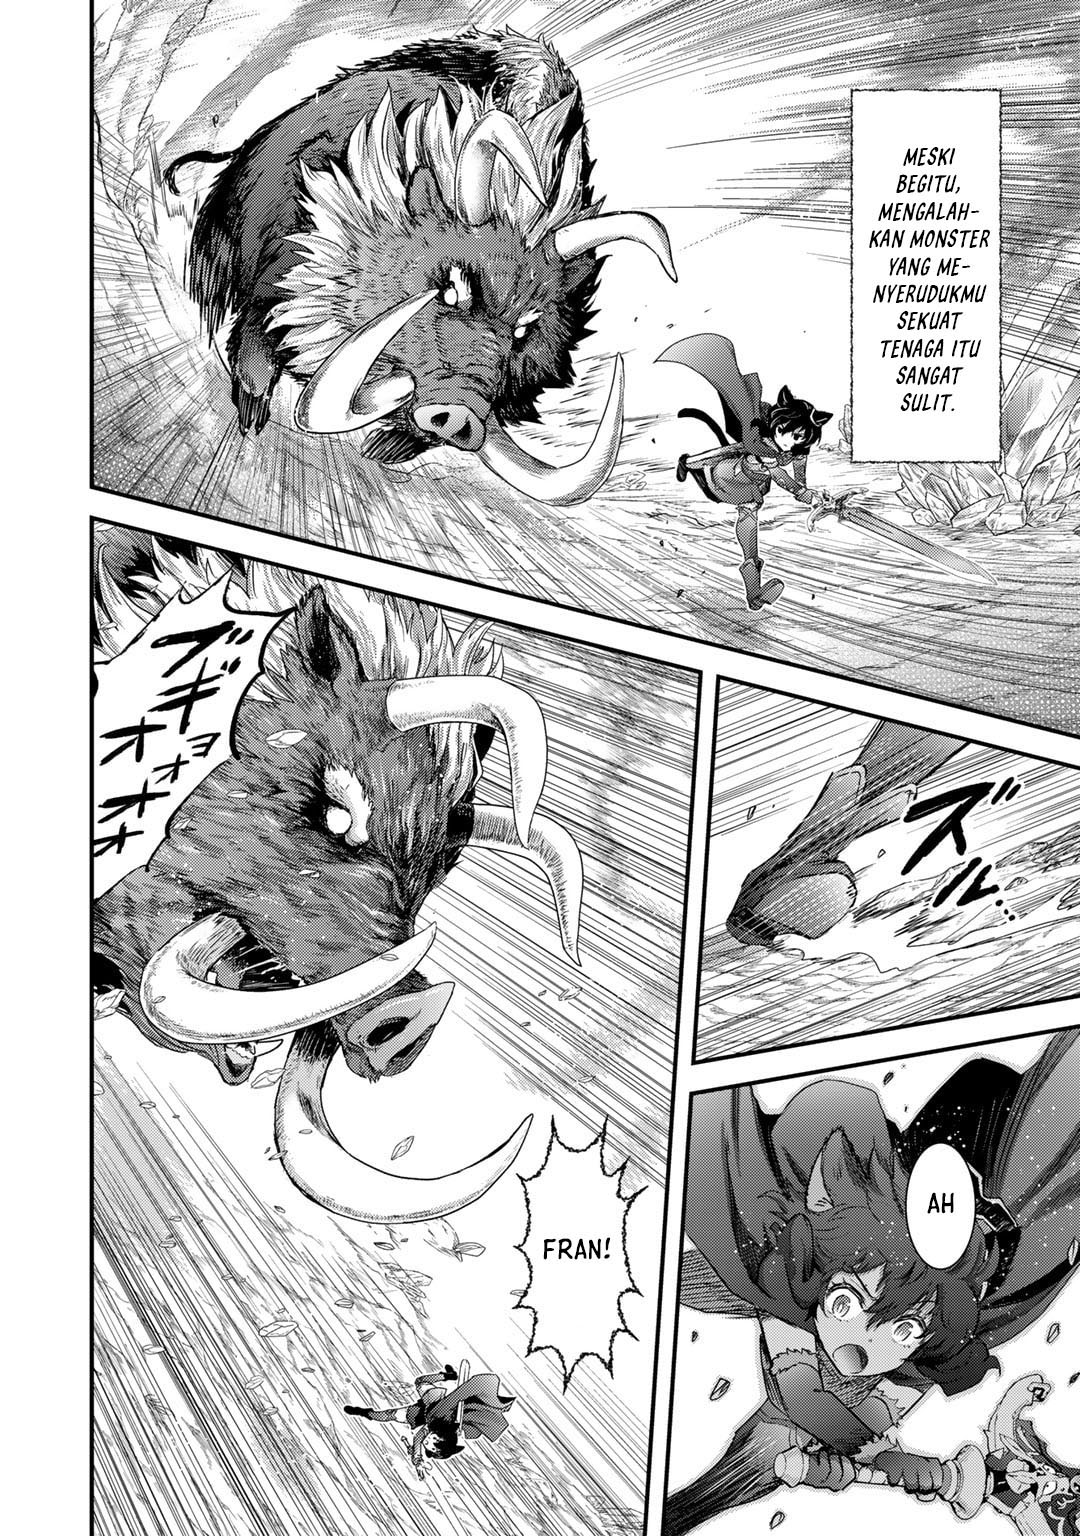 MESKI
BEGITU,
MENGALAH-
KAN MONSTER
YANG ME-
NYERUDUKMU
SEKUAT
TENAGA ITU
SANGAT
SULIT.
ズル...
AH
ブギョオオオオ
FRAN!